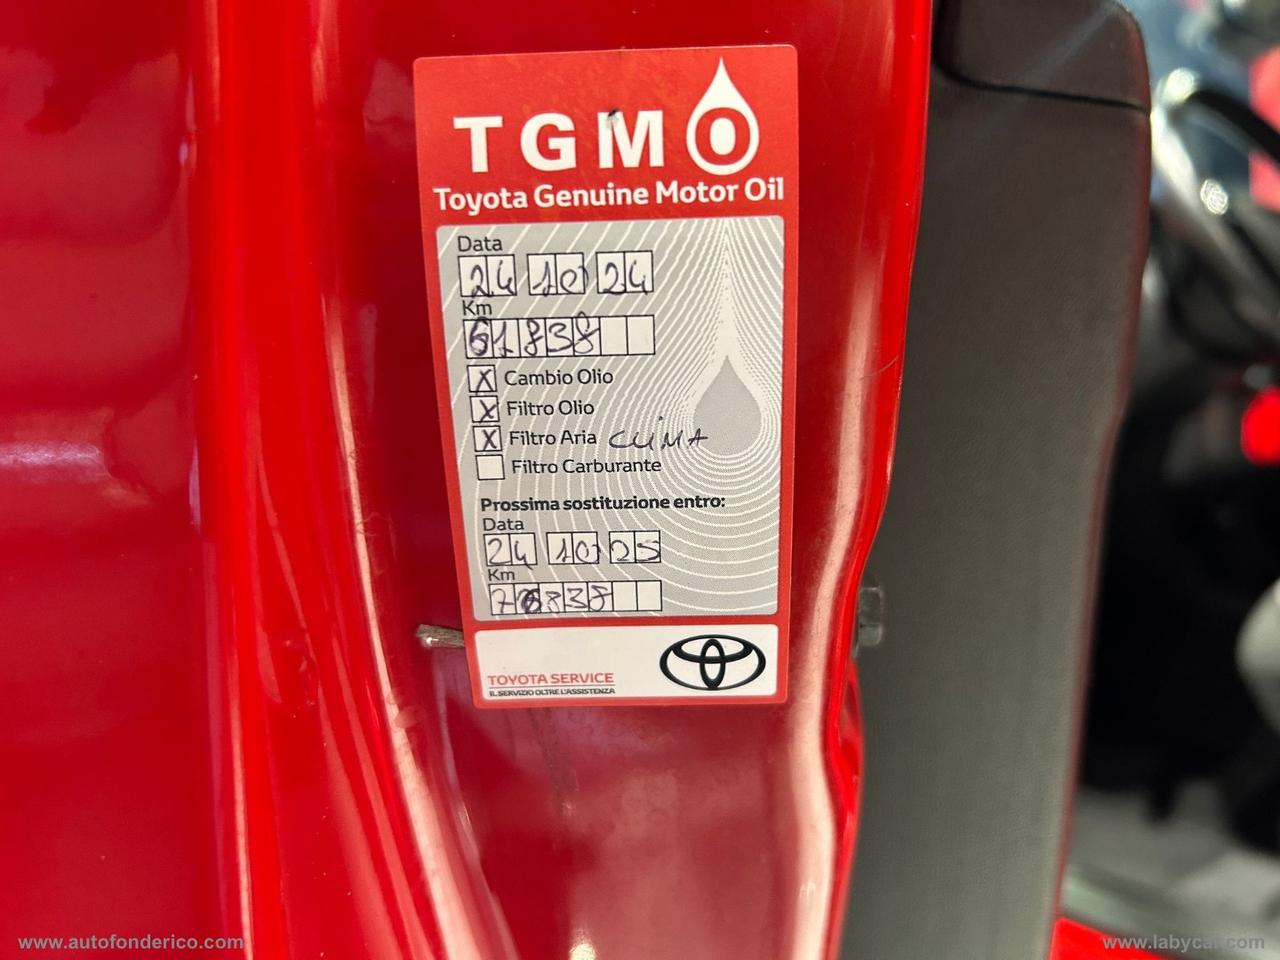 TGMO
Toyota Genuine Motor Oil
Data
24 10 24
Km
61838
X Cambio Olio
X Filtro Olio
X Filtro Aria CLIMA
Filtro Carburante
Prossima sostituzione entro:
Data
24 10 25
Km
76838
TOYOTA SERVICE
IL SERVIZIO OLTRE L'ASSISTENZA
www.autofonderico.com
www.labycar.com